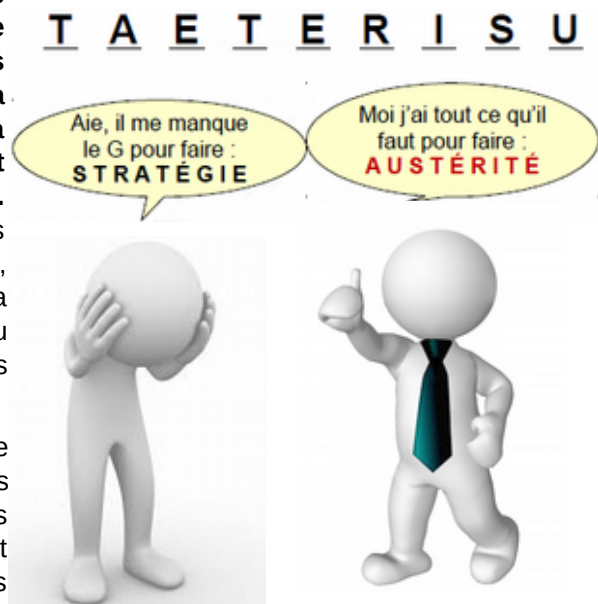 T A E T E R I S U
Aie, il me manque
le G pour faire :
STRATÉGIE
Moi j'ai tout ce qu'il
faut pour faire :
AUSTÉRITÉ